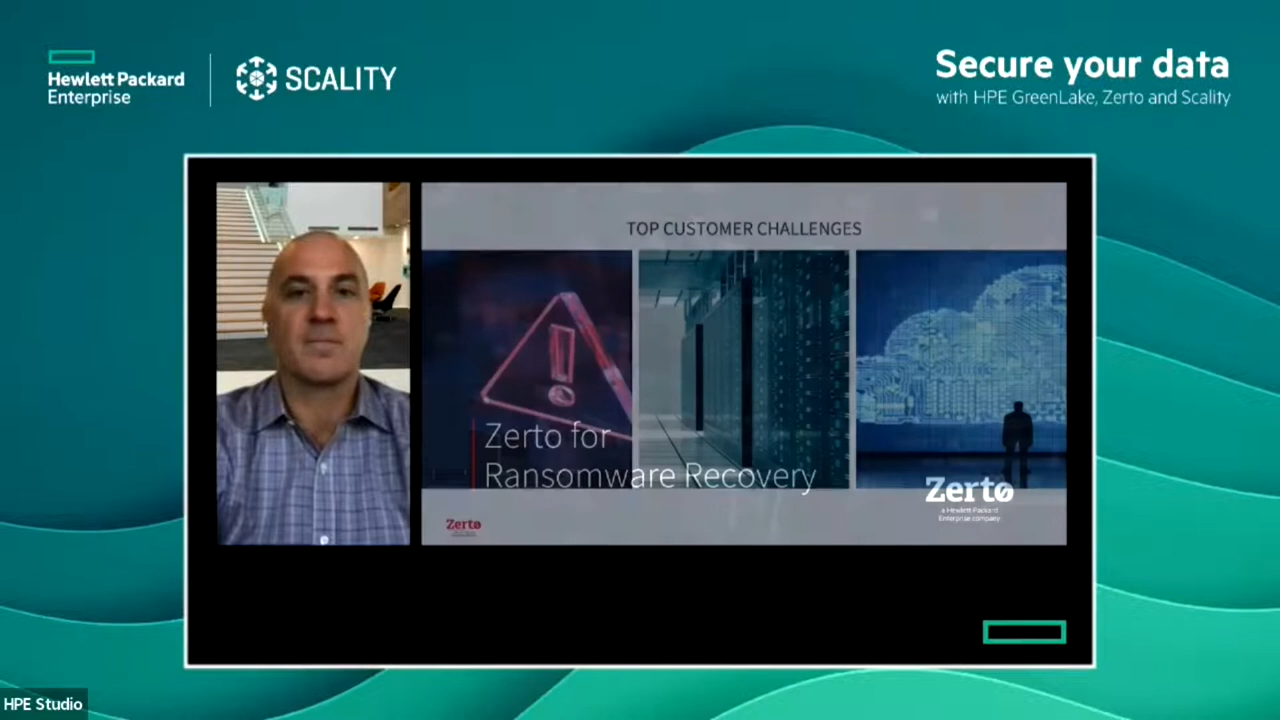 Hewlett Packard
Enterprise
SCALITY
Secure your data
with HPE GreenLake, Zerto and Scality
TOP CUSTOMER CHALLENGES
Zerto for
Ransomware Recovery
Zerto
a Hewlett Packard
Enterprise company
Zerto
HPE Studio